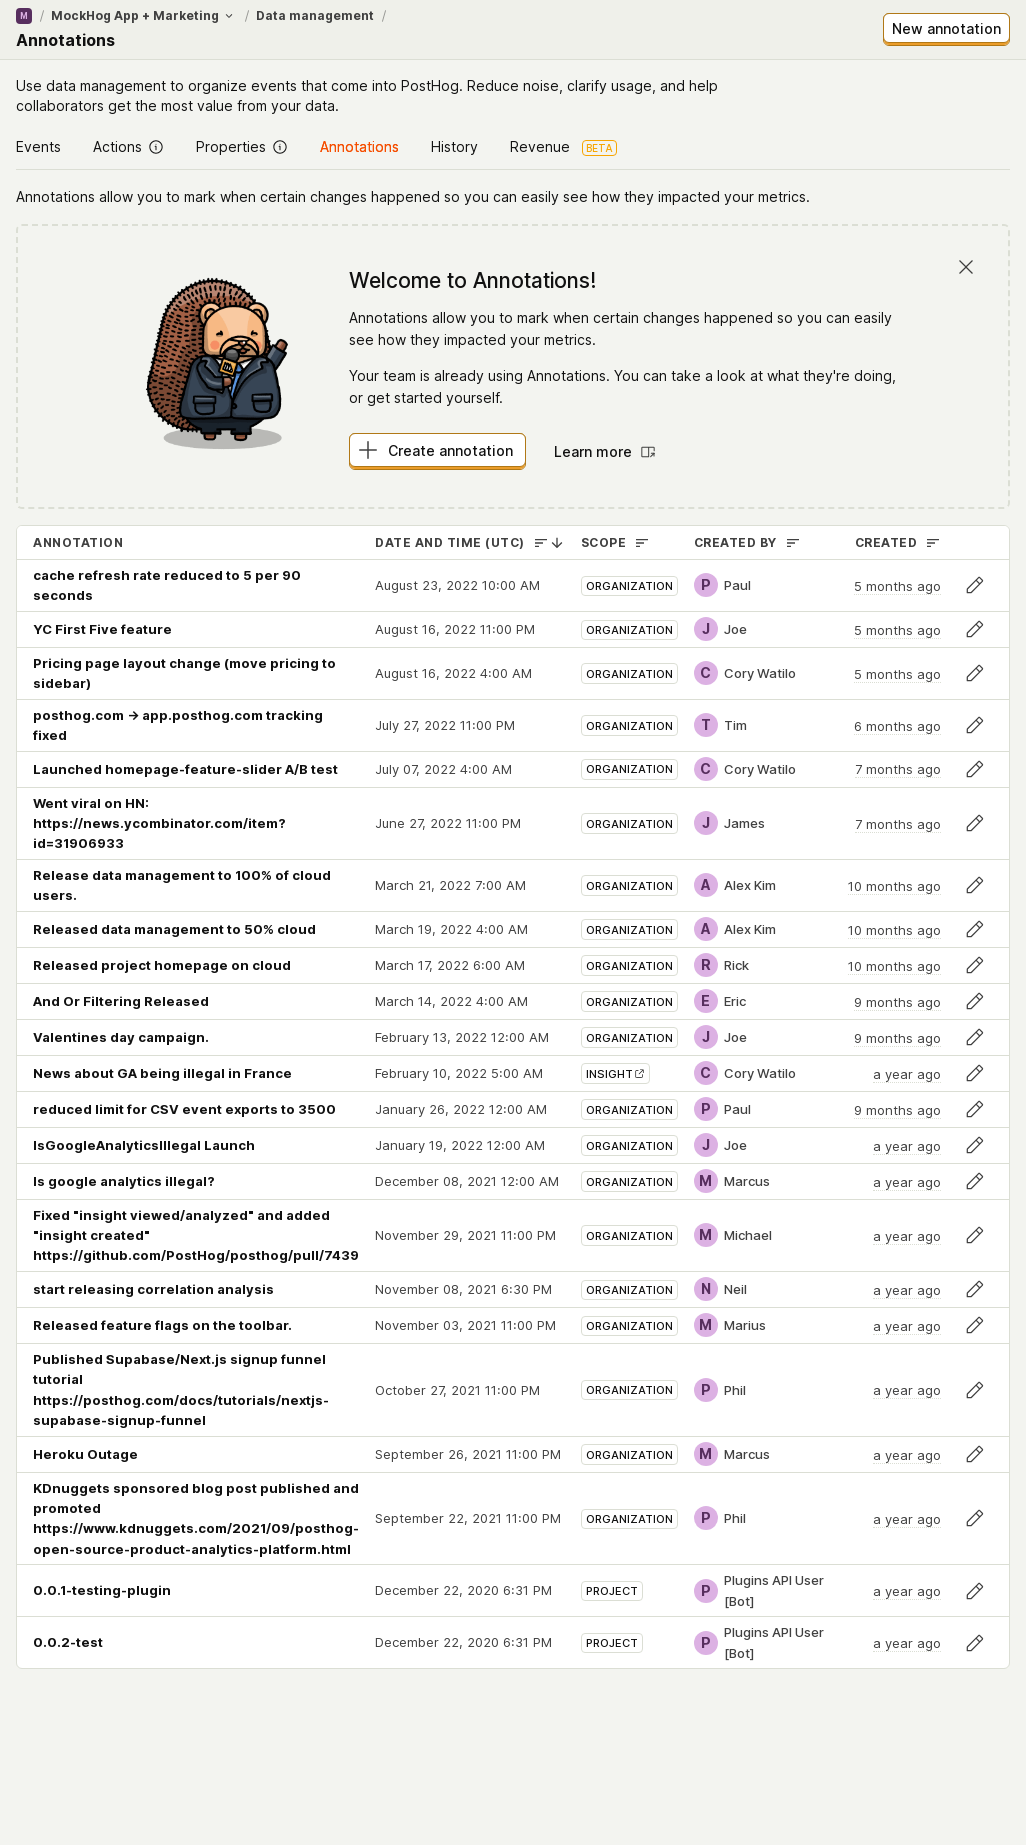 M / MockHog App + Marketing / Data management /
Annotations
New annotation
Use data management to organize events that come into PostHog. Reduce noise, clarify usage, and help
collaborators get the most value from your data.
Events Actions Properties Annotations History Revenue BETA
Annotations allow you to mark when certain changes happened so you can easily see how they impacted your metrics.
Welcome to Annotations!
Annotations allow you to mark when certain changes happened so you can easily
see how they impacted your metrics.
Your team is already using Annotations. You can take a look at what they're doing,
or get started yourself.
Create annotation Learn more
ANNOTATION DATE AND TIME (UTC) SCOPE CREATED BY CREATED
cache refresh rate reduced to 5 per 90
seconds
August 23, 2022 10:00 AM ORGANIZATION P Paul 5 months ago
YC First Five feature August 16, 2022 11:00 PM ORGANIZATION J Joe 5 months ago
Pricing page layout change (move pricing to
sidebar)
August 16, 2022 4:00 AM ORGANIZATION C Cory Watilo 5 months ago
posthog.com → app.posthog.com tracking
fixed
July 27, 2022 11:00 PM ORGANIZATION T Tim 6 months ago
Launched homepage-feature-slider A/B test July 07, 2022 4:00 AM ORGANIZATION C Cory Watilo 7 months ago
Went viral on HN:
https://news.ycombinator.com/item?
id=31906933
June 27, 2022 11:00 PM ORGANIZATION J James 7 months ago
Release data management to 100% of cloud
users.
March 21, 2022 7:00 AM ORGANIZATION A Alex Kim 10 months ago
Released data management to 50% cloud March 19, 2022 4:00 AM ORGANIZATION A Alex Kim 10 months ago
Released project homepage on cloud March 17, 2022 6:00 AM ORGANIZATION R Rick 10 months ago
And Or Filtering Released March 14, 2022 4:00 AM ORGANIZATION E Eric 9 months ago
Valentines day campaign. February 13, 2022 12:00 AM ORGANIZATION J Joe 9 months ago
News about GA being illegal in France February 10, 2022 5:00 AM INSIGHT C Cory Watilo a year ago
reduced limit for CSV event exports to 3500 January 26, 2022 12:00 AM ORGANIZATION P Paul 9 months ago
IsGoogleAnalyticsIllegal Launch January 19, 2022 12:00 AM ORGANIZATION J Joe a year ago
Is google analytics illegal? December 08, 2021 12:00 AM ORGANIZATION M Marcus a year ago
Fixed "insight viewed/analyzed" and added
"insight created"
https://github.com/PostHog/posthog/pull/7439
November 29, 2021 11:00 PM ORGANIZATION M Michael a year ago
start releasing correlation analysis November 08, 2021 6:30 PM ORGANIZATION N Neil a year ago
Released feature flags on the toolbar. November 03, 2021 11:00 PM ORGANIZATION M Marius a year ago
Published Supabase/Next.js signup funnel
tutorial
https://posthog.com/docs/tutorials/nextjs-
supabase-signup-funnel
October 27, 2021 11:00 PM ORGANIZATION P Phil a year ago
Heroku Outage September 26, 2021 11:00 PM ORGANIZATION M Marcus a year ago
KDnuggets sponsored blog post published and
promoted
https://www.kdnuggets.com/2021/09/posthog-
open-source-product-analytics-platform.html
September 22, 2021 11:00 PM ORGANIZATION P Phil a year ago
0.0.1-testing-plugin December 22, 2020 6:31 PM PROJECT P Plugins API User
[Bot]
a year ago
0.0.2-test December 22, 2020 6:31 PM PROJECT P Plugins API User
[Bot]
a year ago